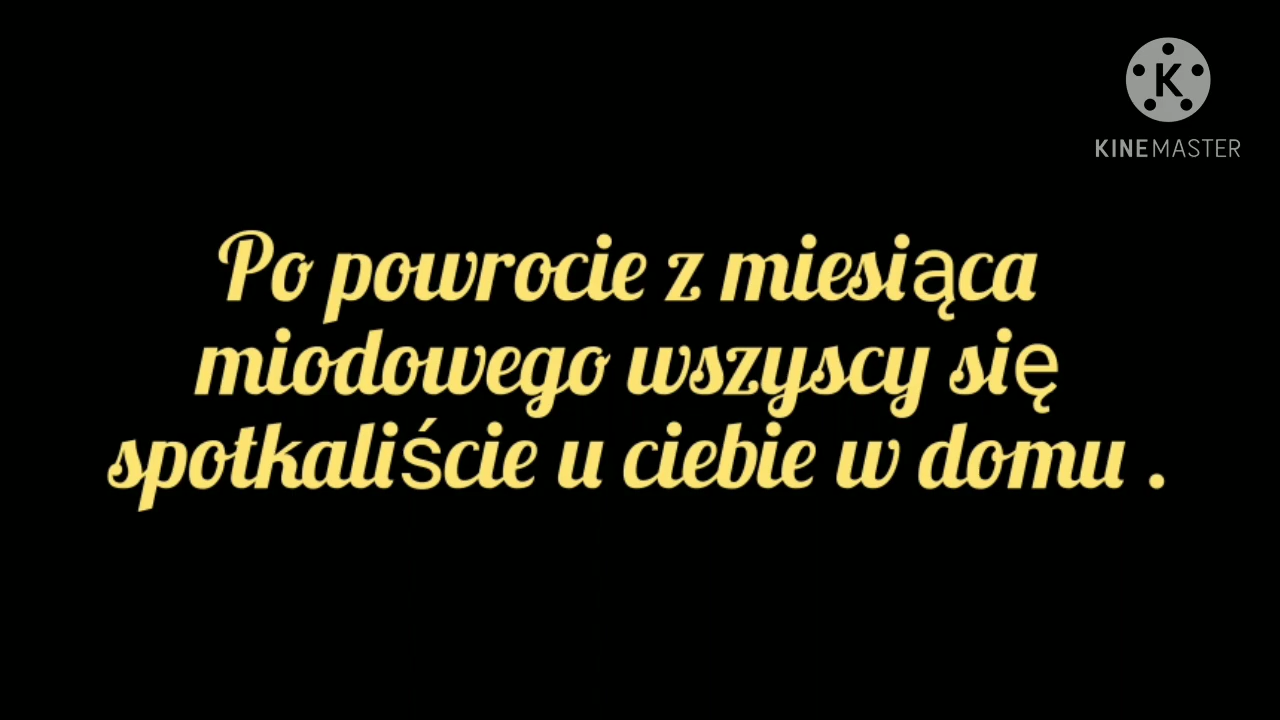 K
KINEMASTER
Po powrocie z miesiąca
miodowego wszyscy się
spotkaliście u ciebie w domu .